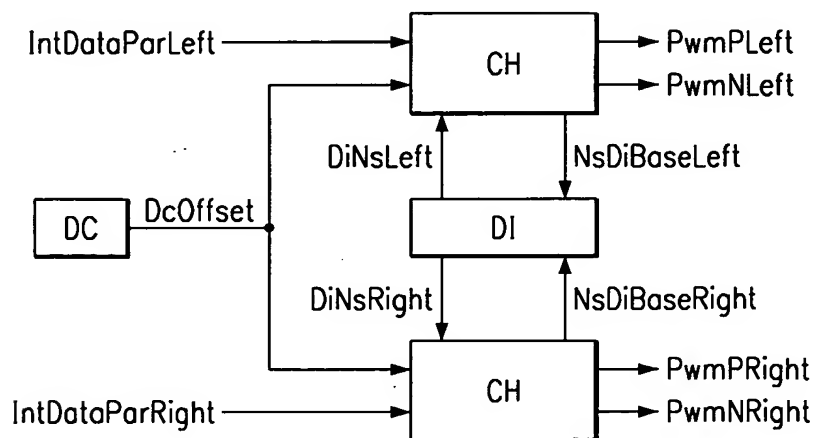 IntDataParLeft
CH
PwmPLeft
PwmNLeft
DiNsLeft
NsDiBaseLeft
DC
DcOffset
DI
DiNsRight
NsDiBaseRight
CH
PwmPRight
PwmNRight
IntDataParRight